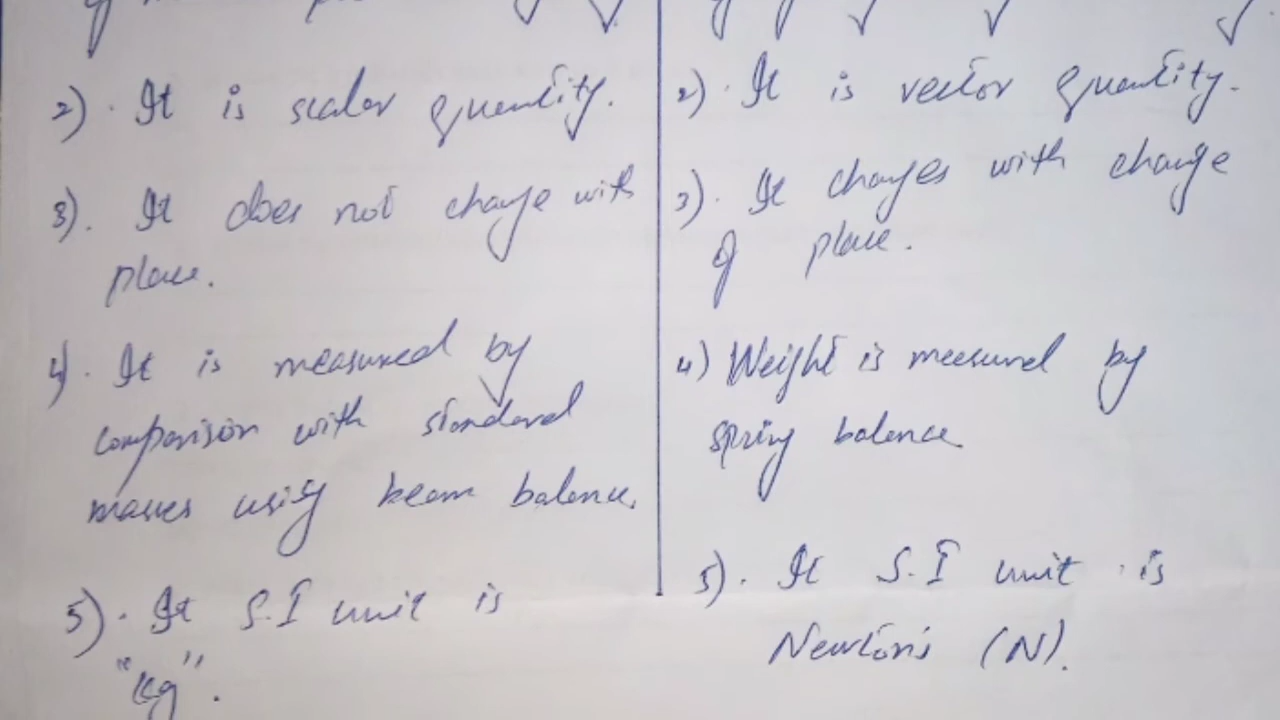 2). It is scalar quantity.
3). It does not change with
place.
4). It is measured by
comparison with standard
masses using beam balance.
5). It S.I unit is
"kg".
2). It is vector quantity.
3). It changes with change
of place.
4) Weight is measured by
spring balance
5). It S.I unit is
Newton's (N).